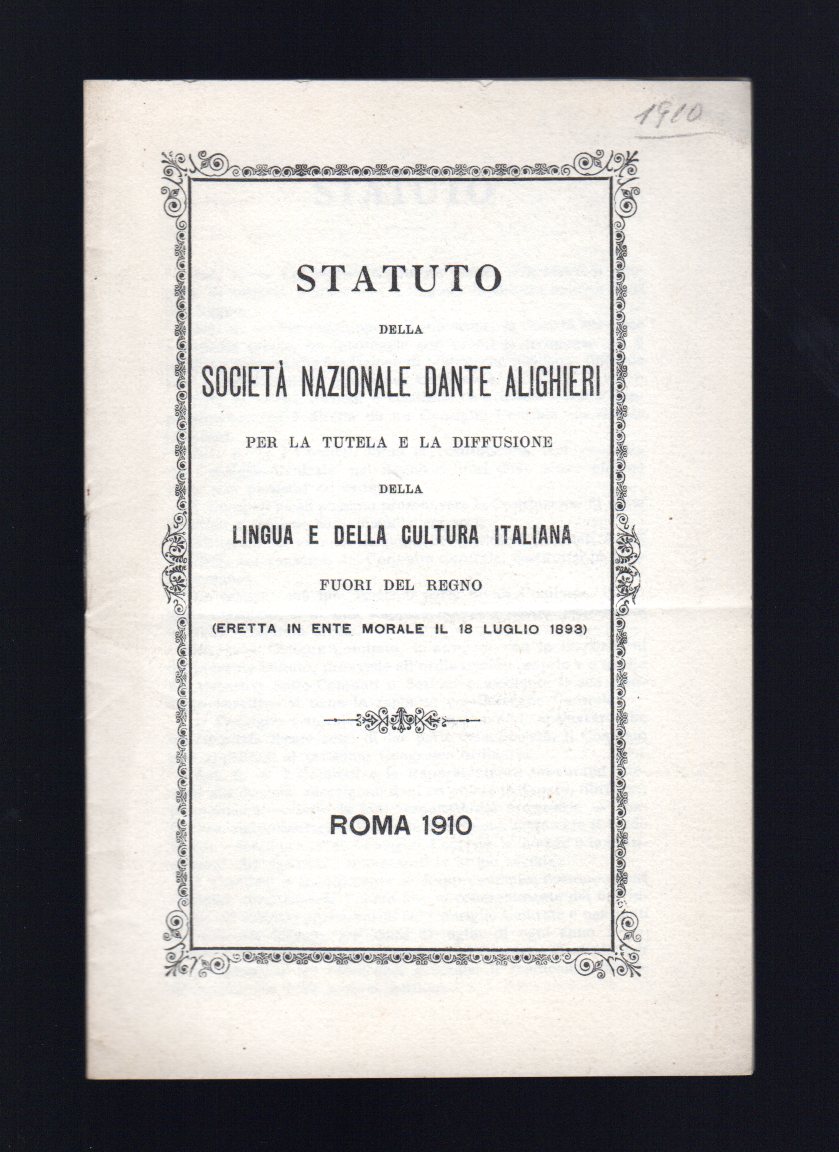 1910
STATUTO
DELLA
SOCIETÀ NAZIONALE DANTE ALIGHIERI
PER LA TUTELA E LA DIFFUSIONE
DELLA
LINGUA E DELLA CULTURA ITALIANA
FUORI DEL REGNO
(ERETTA IN ENTE MORALE IL 18 LUGLIO 1893)
ROMA 1910